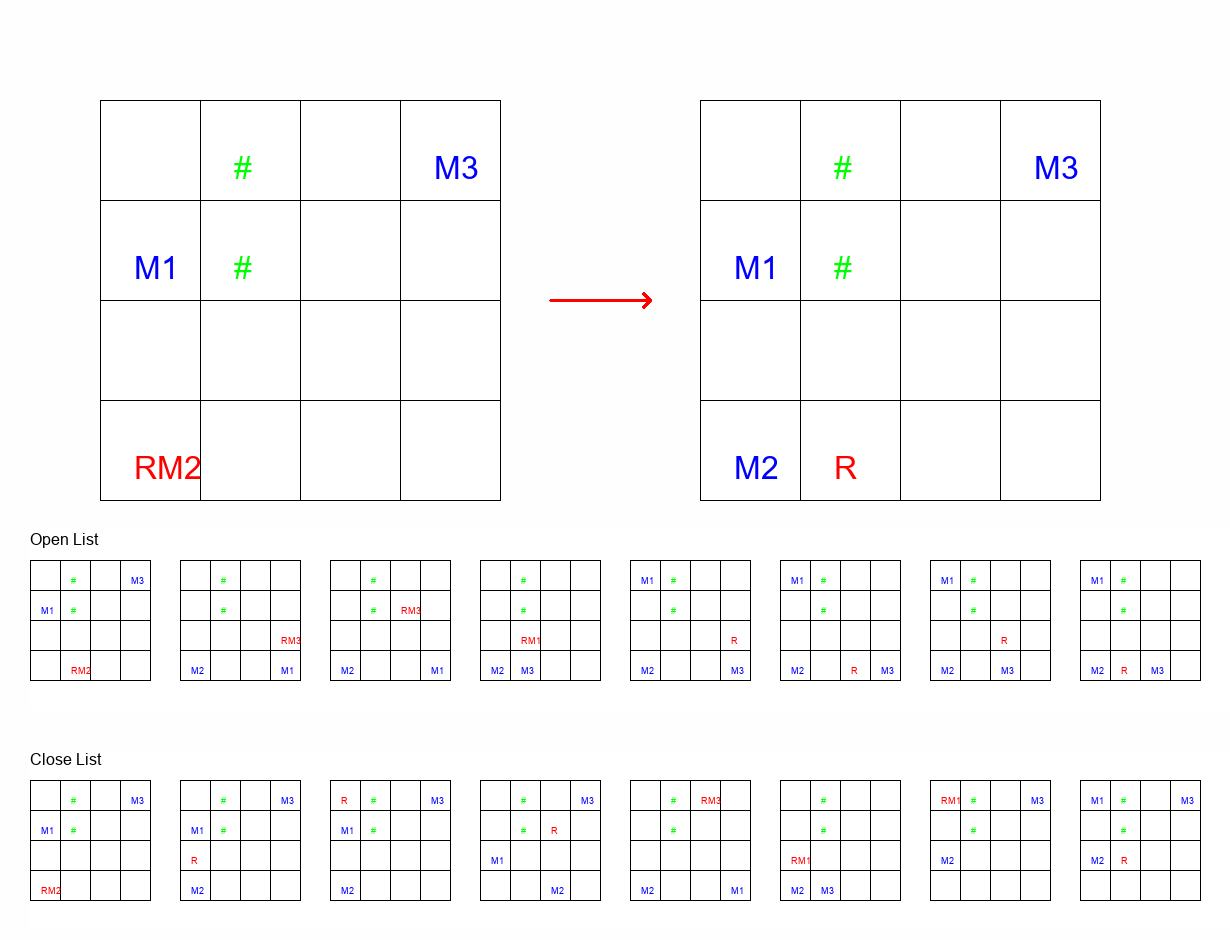 # M3 # M3
M1 # M1 #
RM2 M2 R
Open List
# M3 # # # M1 # M1 # M1 # M1 #
M1 # # # RM3 # # # # #
RM3 RM1 R R
RM2 M2 M1 M2 M1 M2 M3 M2 M3 M2 R M3 M2 M3 M2 R M3
Close List
# M3 # M3 R # M3 # M3 # RM3 # RM1 # M3 M1 # M3
M1 # M1 # M1 # # R # # # #
R M1 RM1 M2 M2 R
RM2 M2 M2 M2 M2 M1 M2 M3